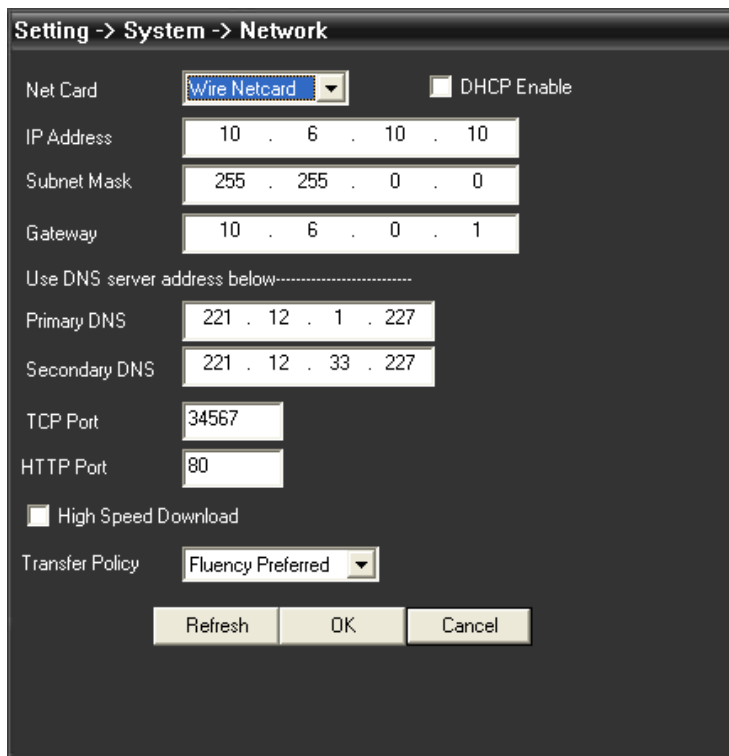 Setting -> System -> Network
Net Card Wire Netcard DHCP Enable
IP Address 10 . 6 . 10 . 10
Subnet Mask 255 . 255 . 0 . 0
Gateway 10 . 6 . 0 . 1
Use DNS server address below---------------------------
Primary DNS 221 . 12 . 1 . 227
Secondary DNS 221 . 12 . 33 . 227
TCP Port 34567
HTTP Port 80
High Speed Download
Transfer Policy Fluency Preferred
Refresh OK Cancel